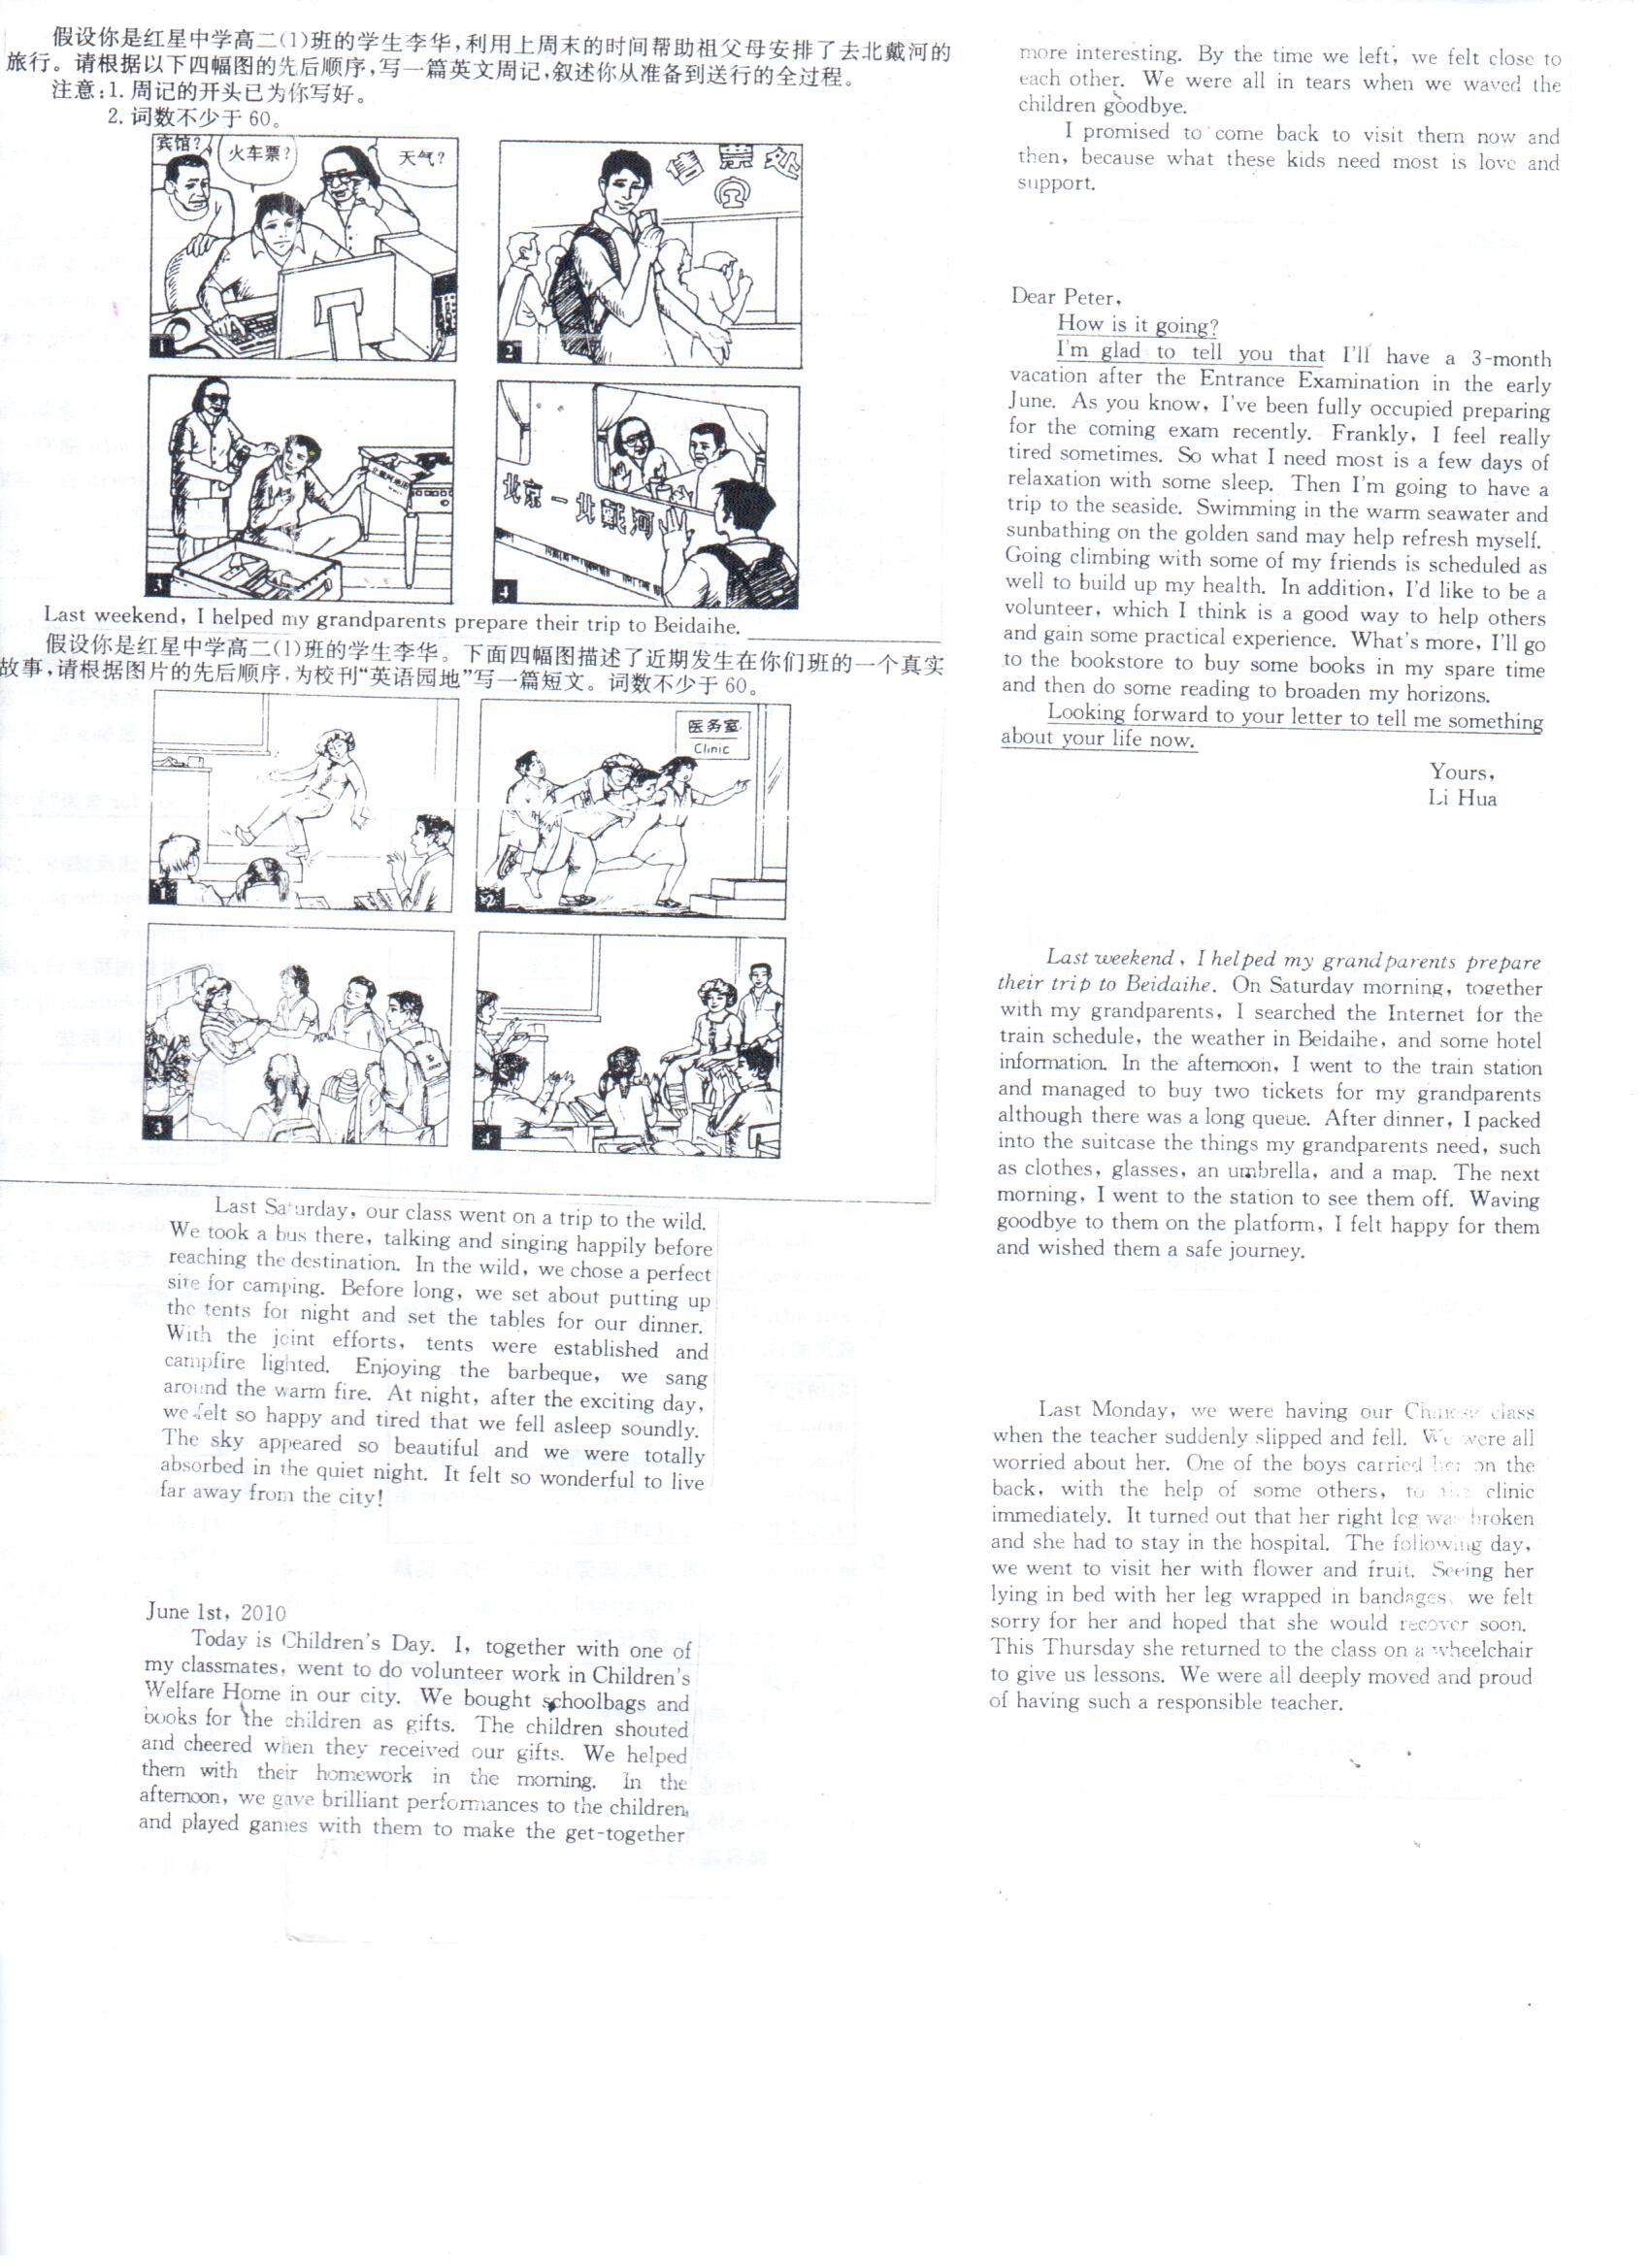 假设你是红星中学高二(1)班的学生李华,利用上周末的时间帮助祖父母安排了去北戴河的
旅行。请根据以下四幅图的先后顺序,写一篇英文周记,叙述你从准备到送行的全过程。
注意:1. 周记的开头已为你写好。
2. 词数不少于 60。
宾馆?
火车票?
天气?
1
售票处
2
3
北京-北戴河
4
Last weekend, I helped my grandparents prepare their trip to Beidaihe.
假设你是红星中学高二(1)班的学生李华。下面四幅图描述了近期发生在你们班的一个真实
故事,请根据图片的先后顺序,为校刊“英语园地”写一篇短文。词数不少于 60。
1
医务室
Clinic
2
3
4
Last Saturday, our class went on a trip to the wild.
We took a bus there, talking and singing happily before
reaching the destination. In the wild, we chose a perfect
site for camping. Before long, we set about putting up
the tents for night and set the tables for our dinner.
With the joint efforts, tents were established and
campfire lighted. Enjoying the barbeque, we sang
around the warm fire. At night, after the exciting day,
we felt so happy and tired that we fell asleep soundly.
The sky appeared so beautiful and we were totally
absorbed in the quiet night. It felt so wonderful to live
far away from the city!
June 1st, 2010
Today is Children's Day. I, together with one of
my classmates, went to do volunteer work in Children's
Welfare Home in our city. We bought schoolbags and
books for the children as gifts. The children shouted
and cheered when they received our gifts. We helped
them with their homework in the morning. In the
afternoon, we gave brilliant performances to the children,
and played games with them to make the get-together
more interesting. By the time we left, we felt close to
each other. We were all in tears when we waved the
children goodbye.
I promised to come back to visit them now and
then, because what these kids need most is love and
support.
Dear Peter,
How is it going?
I'm glad to tell you that I'll have a 3-month
vacation after the Entrance Examination in the early
June. As you know, I've been fully occupied preparing
for the coming exam recently. Frankly, I feel really
tired sometimes. So what I need most is a few days of
relaxation with some sleep. Then I'm going to have a
trip to the seaside. Swimming in the warm seawater and
sunbathing on the golden sand may help refresh myself.
Going climbing with some of my friends is scheduled as
well to build up my health. In addition, I'd like to be a
volunteer, which I think is a good way to help others
and gain some practical experience. What's more, I'll go
to the bookstore to buy some books in my spare time
and then do some reading to broaden my horizons.
Looking forward to your letter to tell me something
about your life now.
Yours,
Li Hua
Last weekend, I helped my grandparents prepare
their trip to Beidaihe. On Saturday morning, together
with my grandparents, I searched the Internet for the
train schedule, the weather in Beidaihe, and some hotel
information. In the afternoon, I went to the train station
and managed to buy two tickets for my grandparents
although there was a long queue. After dinner, I packed
into the suitcase the things my grandparents need, such
as clothes, glasses, an umbrella, and a map. The next
morning, I went to the station to see them off. Waving
goodbye to them on the platform, I felt happy for them
and wished them a safe journey.
Last Monday, we were having our Chinese class
when the teacher suddenly slipped and fell. We were all
worried about her. One of the boys carried her on the
back, with the help of some others, to the clinic
immediately. It turned out that her right leg was broken
and she had to stay in the hospital. The following day,
we went to visit her with flower and fruit. Seeing her
lying in bed with her leg wrapped in bandages, we felt
sorry for her and hoped that she would recover soon.
This Thursday she returned to the class on a wheelchair
to give us lessons. We were all deeply moved and proud
of having such a responsible teacher.